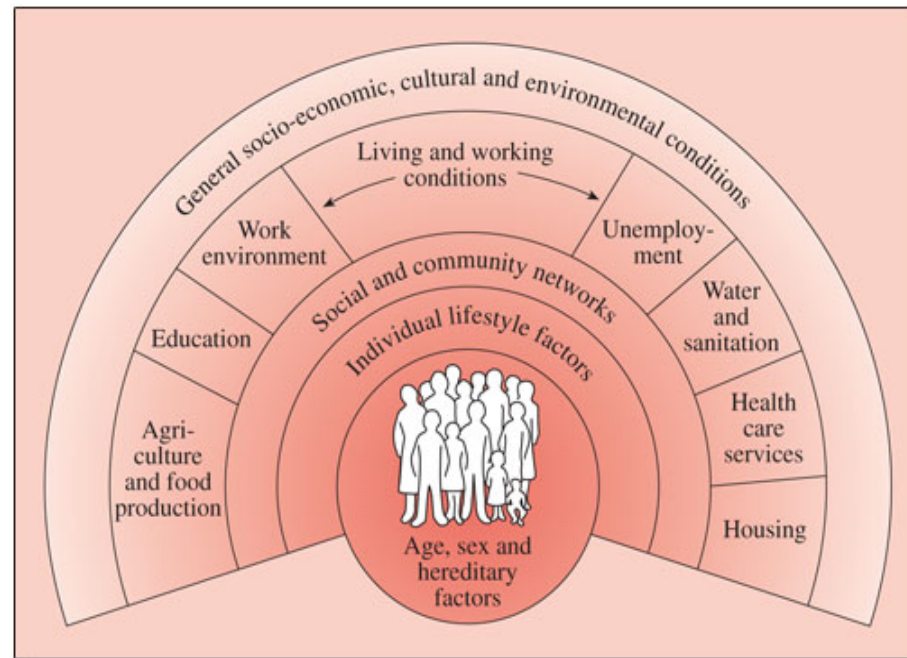 General socio-economic, cultural and environmental conditions
Living and working
conditions
Work
environment
Unemploy-
ment
Education
Water
and
sanitation
Agri-
culture
and food
production
Health
care
services
Housing
Social and community networks
Individual lifestyle factors
Age, sex and
hereditary
factors